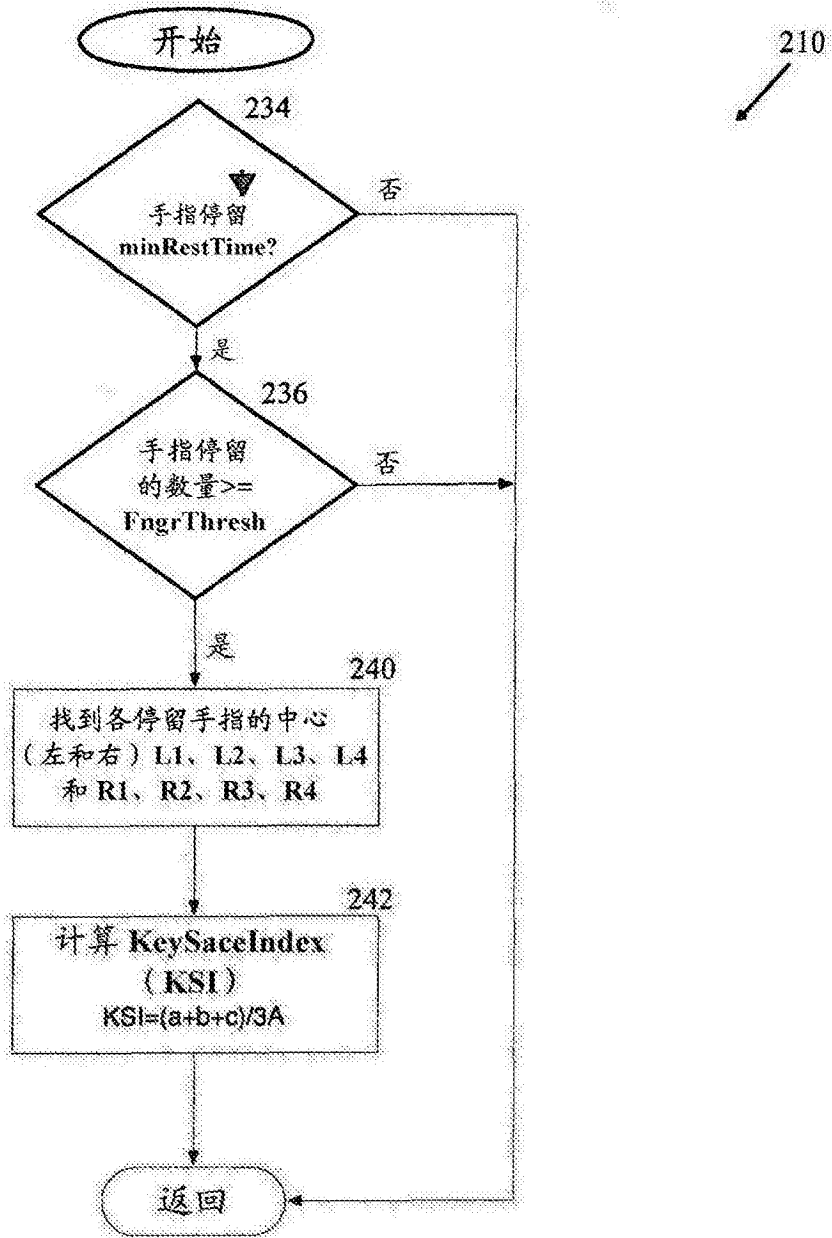 开始
210
234
手指停留
minRestTime?
否
是
236
手指停留
的数量>=
FngrThresh
否
是
240
找到各停留手指的中心
（左和右）L1、L2、L3、L4
和 R1、R2、R3、R4
242
计算 KeySaceIndex
（KSI）
KSI=(a+b+c)/3A
返回